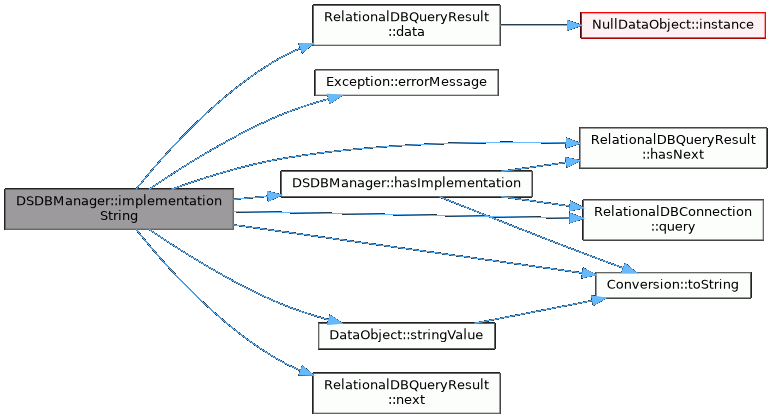 RelationalDBQueryResult
::data
NullDataObject::instance
Exception::errorMessage
RelationalDBQueryResult
::hasNext
DSDBManager::hasImplementation
DSDBManager::implementation
String
RelationalDBConnection
::query
Conversion::toString
DataObject::stringValue
RelationalDBQueryResult
::next